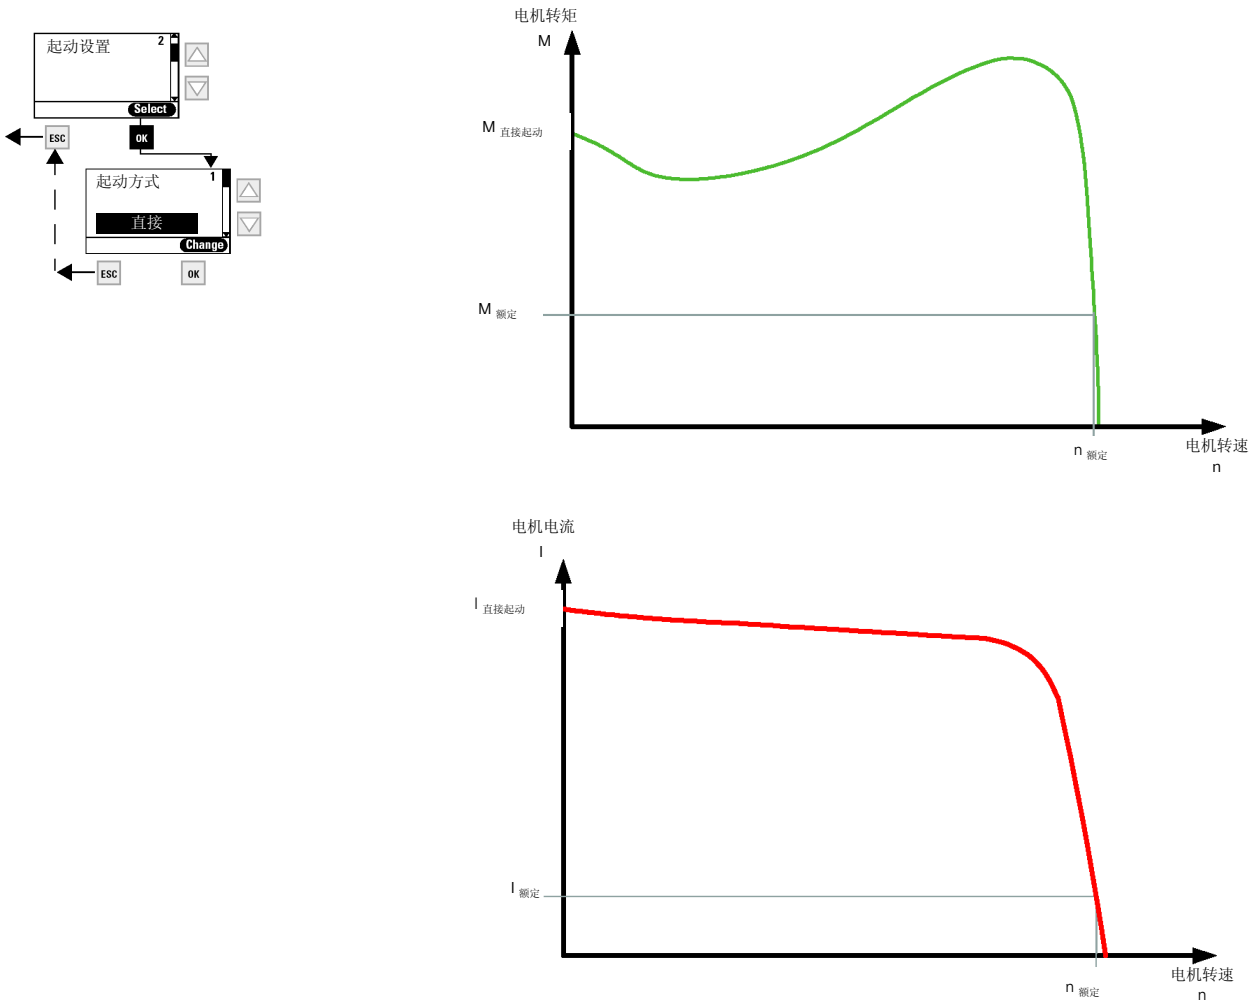 起动设置 2
Select
ESC OK
起动方式 1
直接
Change
ESC OK
电机转矩
M
M 直接起动
M 额定
n 额定
电机转速
n
电机电流
I
I 直接起动
I 额定
n 额定
电机转速
n